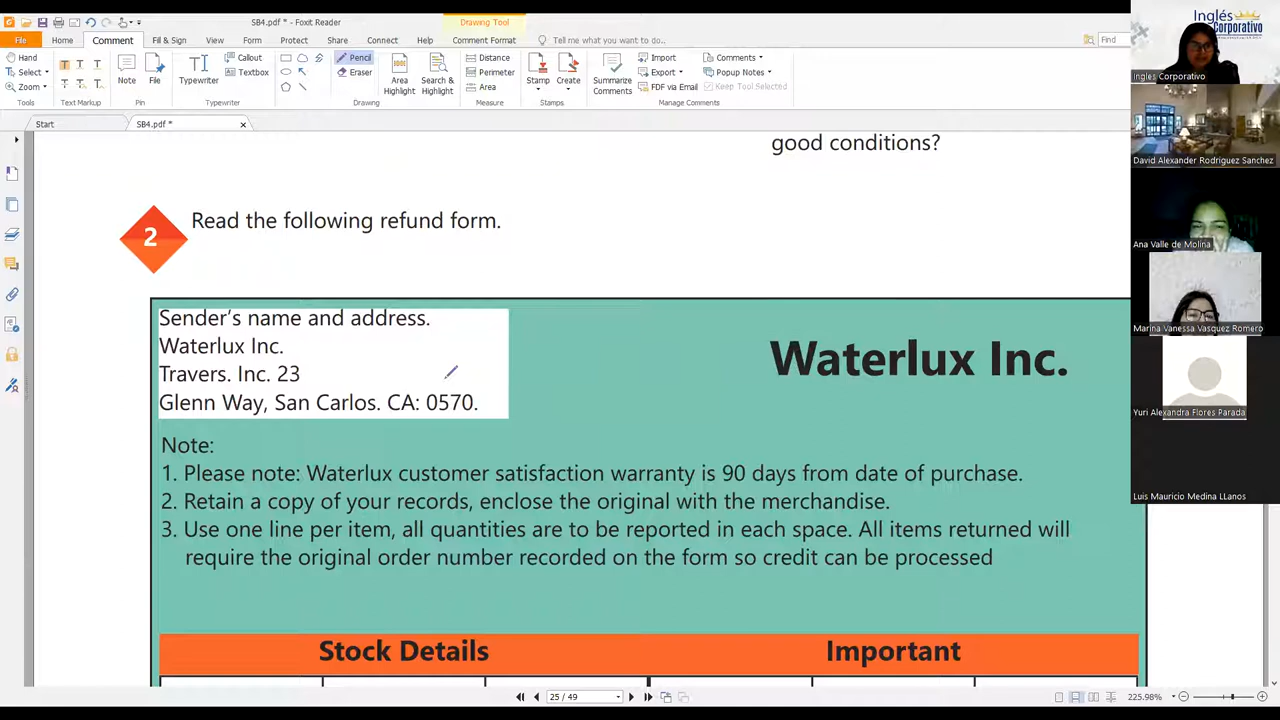 SB4.pdf * - Foxit Reader
Drawing Tool
File
Home
Comment
Fill & Sign
View
Form
Protect
Share
Connect
Help
Comment Format
Tell me what you want to do...
Find
Hand
Select
Zoom
Tools
Text Markup
Note
File
Pin
Typewriter
Callout
Textbox
Typewriter
Pencil
Eraser
Drawing
Area Highlight
Search & Highlight
Distance
Perimeter
Area
Measure
Stamp
Create
Stamps
Summarize Comments
Import
Export
FDF via Email
Comments
Popup Notes
Keep Tool Selected
Manage Comments
Start
SB4.pdf *
good conditions?
2
Read the following refund form.
Sender's name and address.
Waterlux Inc.
Travers. Inc. 23
Glenn Way, San Carlos. CA: 0570.
Waterlux Inc.
Note:
1. Please note: Waterlux customer satisfaction warranty is 90 days from date of purchase.
2. Retain a copy of your records, enclose the original with the merchandise.
3. Use one line per item, all quantities are to be reported in each space. All items returned will
require the original order number recorded on the form so credit can be processed
Stock Details
Important
25 / 49
225.98%
Inglés
Corporativo
Ingles Corporativo
David Alexander Rodriguez Sanchez
Ana Valle de Molina
Marina Vanessa Vasquez Romero
Yuri Alexandra Flores Parada
Luis Mauricio Medina LLanos